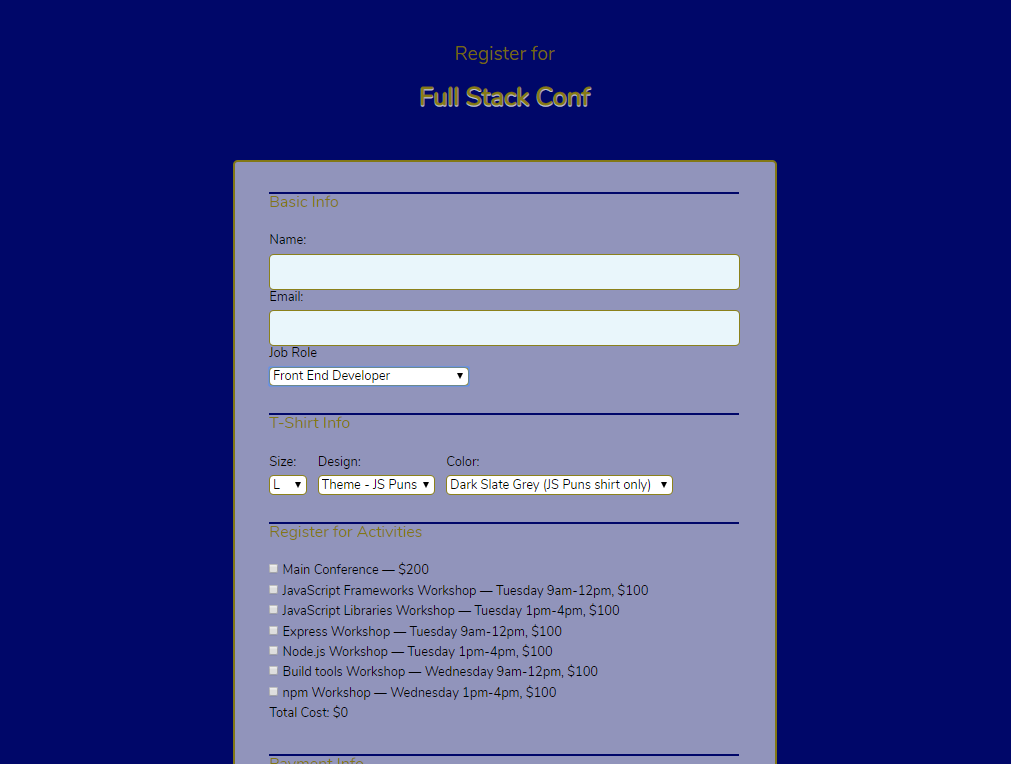 Register for
Full Stack Conf
Basic Info
Name:
Email:
Job Role
Front End Developer
T-Shirt Info
Size: Design: Color:
L Theme - JS Puns Dark Slate Grey (JS Puns shirt only)
Register for Activities
Main Conference — $200
JavaScript Frameworks Workshop — Tuesday 9am-12pm, $100
JavaScript Libraries Workshop — Tuesday 1pm-4pm, $100
Express Workshop — Tuesday 9am-12pm, $100
Node.js Workshop — Tuesday 1pm-4pm, $100
Build tools Workshop — Wednesday 9am-12pm, $100
npm Workshop — Wednesday 1pm-4pm, $100
Total Cost: $0
Payment Info